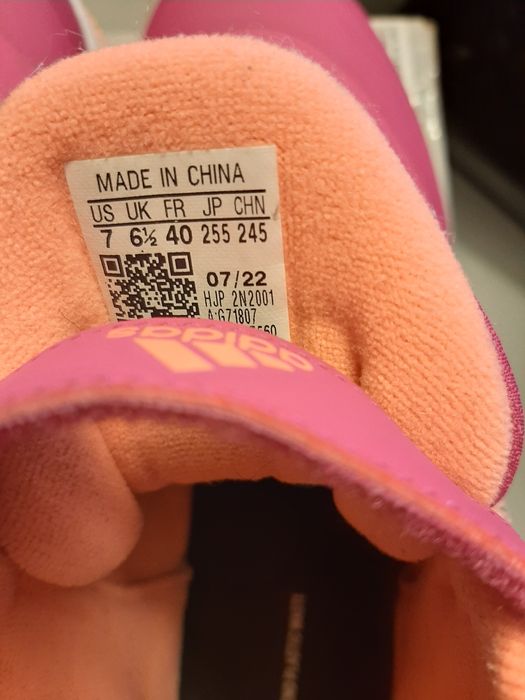 MADE IN CHINA
US UK FR JP CHN
7 6½ 40 255 245
07/22
HJP 2N2001
A:G71807
adidas